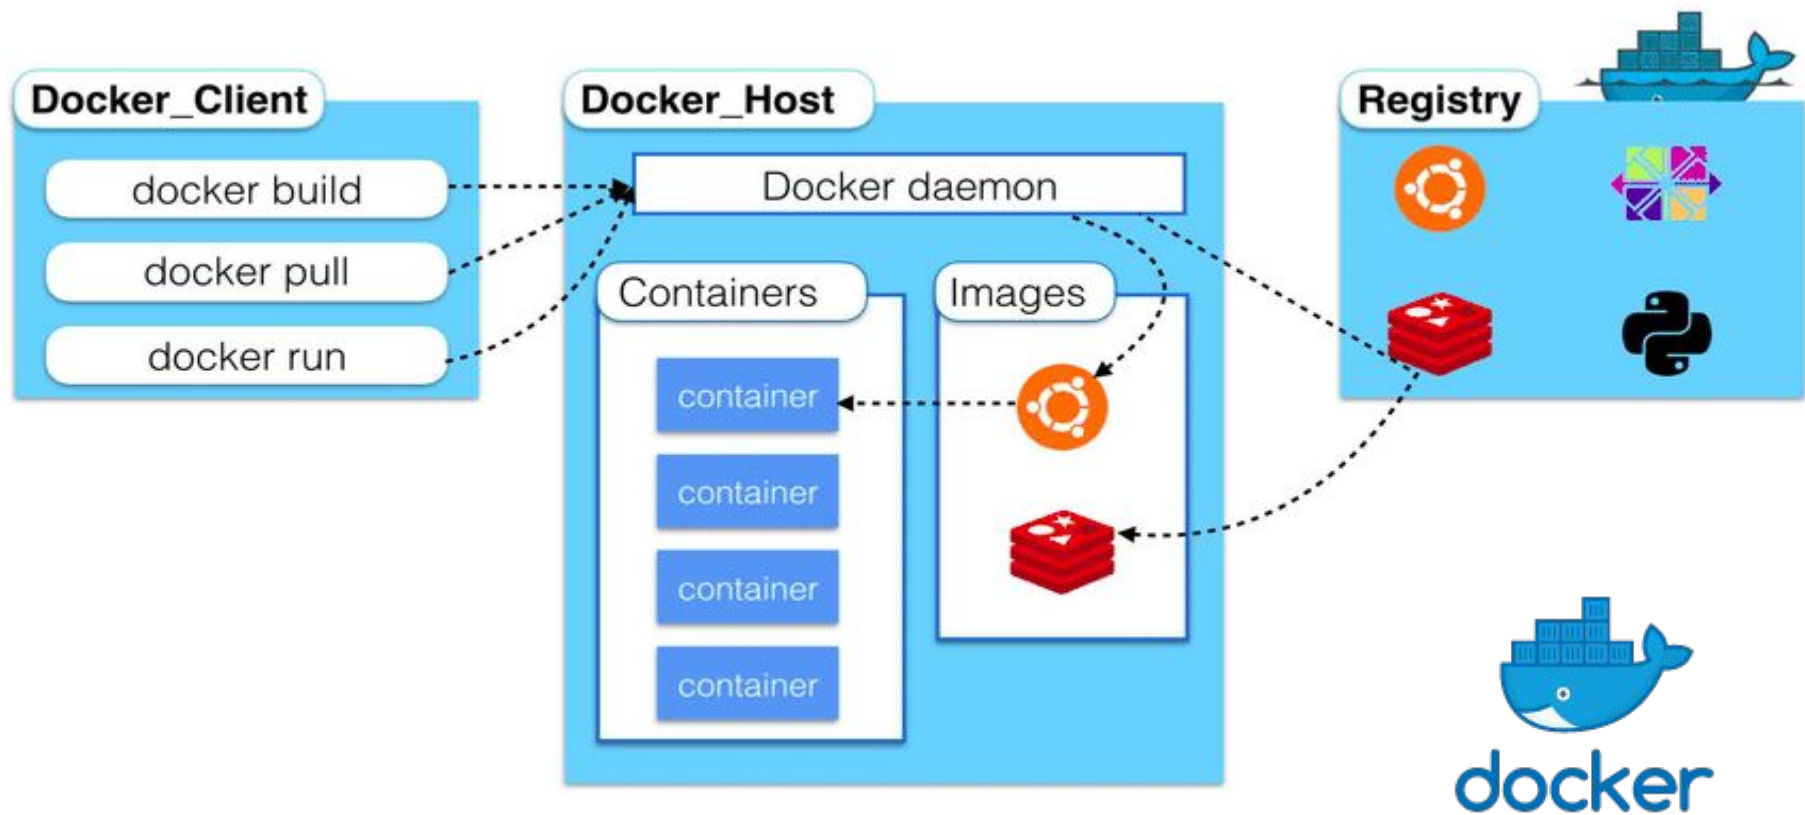 Docker_Client
docker build
docker pull
docker run
Docker_Host
Docker daemon
Containers
container
container
container
container
Images
Registry
docker